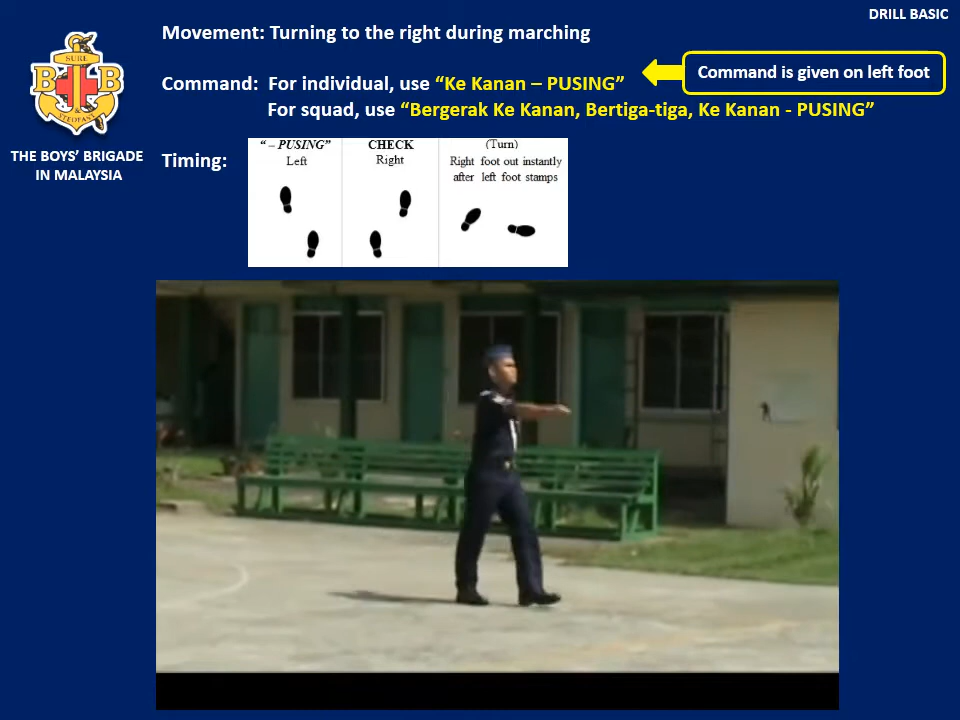 DRILL BASIC
Movement: Turning to the right during marching
Command: For individual, use “Ke Kanan – PUSING”
Command is given on left foot
For squad, use “Bergerak Ke Kanan, Bertiga-tiga, Ke Kanan - PUSING”
SURE
B B
& STEDFAST
THE BOYS’ BRIGADE
IN MALAYSIA
Timing:
“ – PUSING”
Left
CHECK
Right
(Turn)
Right foot out instantly
after left foot stamps